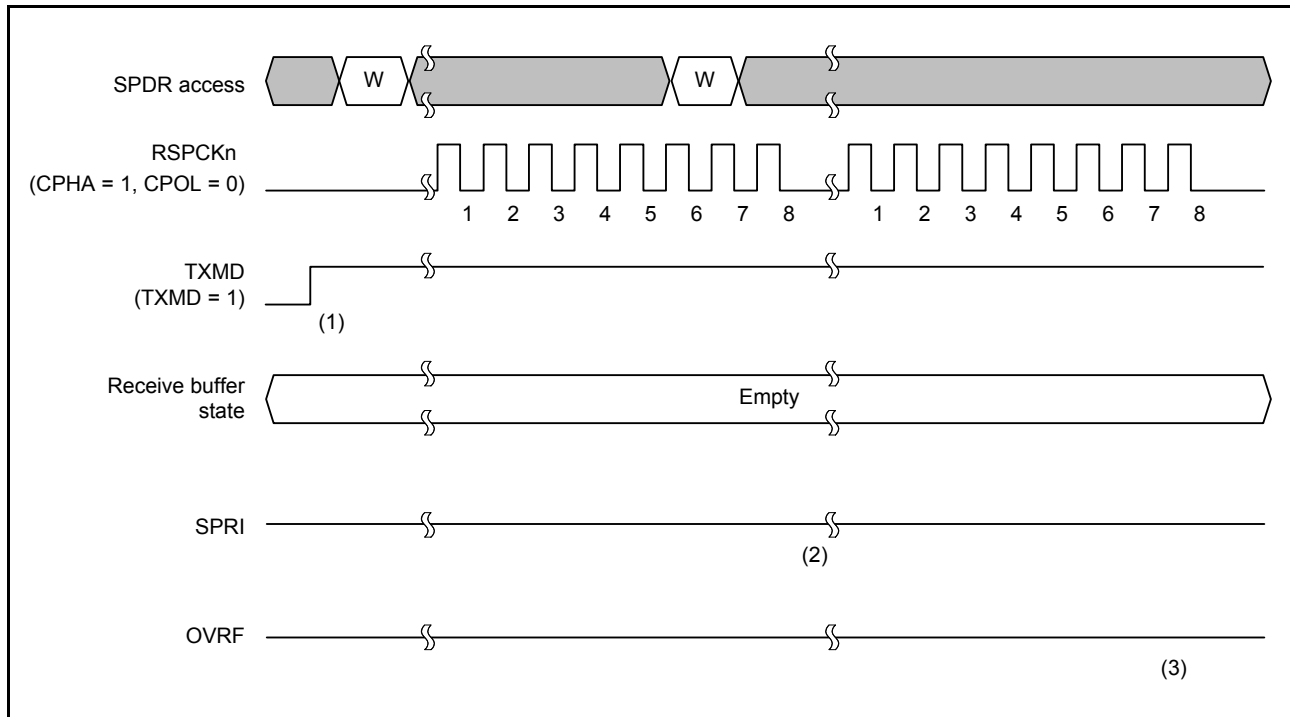 SPDR access
W
W
RSPCKn
(CPHA = 1, CPOL = 0)
1 2 3 4 5 6 7 8 1 2 3 4 5 6 7 8
TXMD
(TXMD = 1)
(1)
Receive buffer
state
Empty
SPRI
(2)
OVRF
(3)